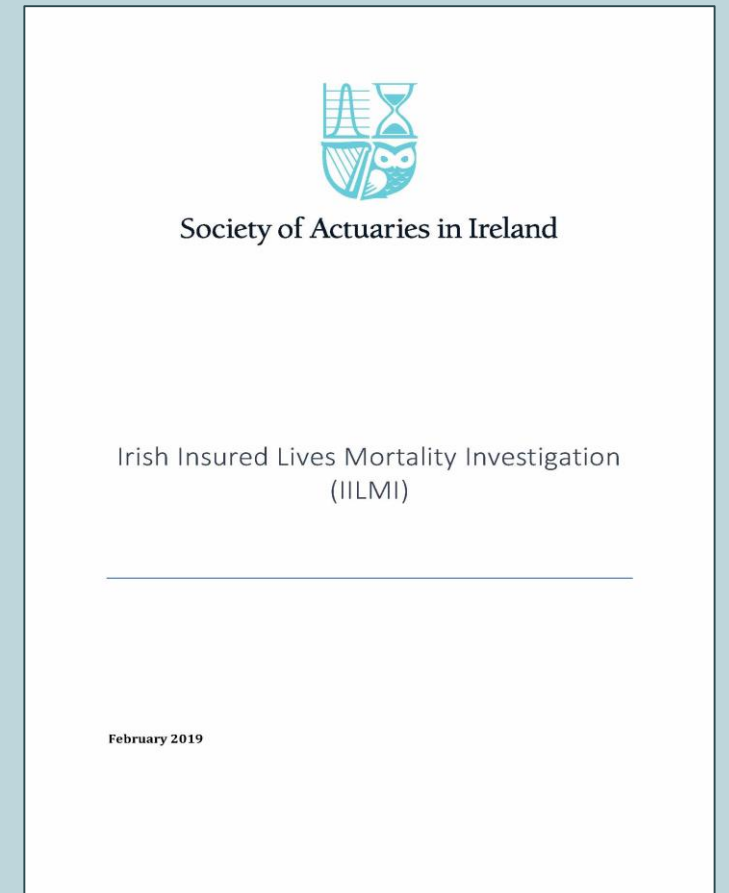 Society of Actuaries in Ireland
Irish Insured Lives Mortality Investigation
(IILMI)
February 2019